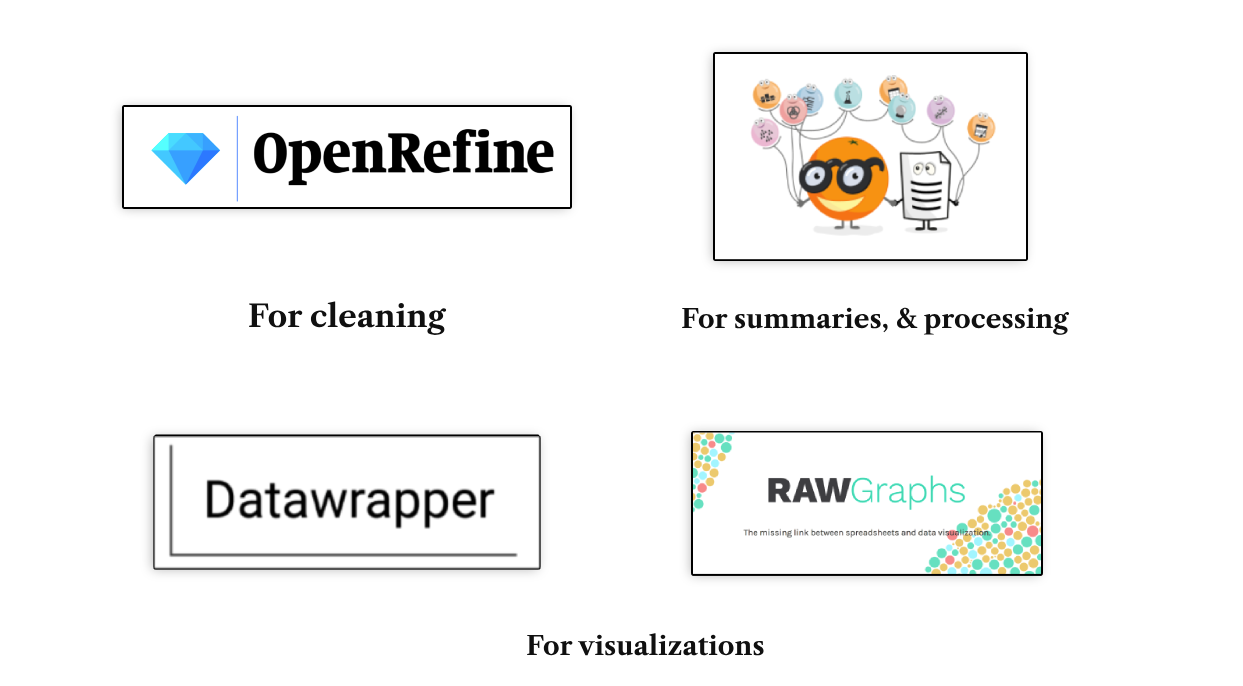 OpenRefine
For cleaning
For summaries, & processing
Datawrapper
RAWGraphs
The missing link between spreadsheets and data visualization.
For visualizations